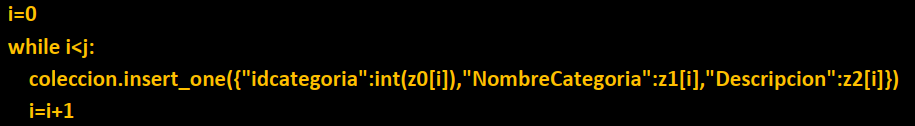 i=0
while i<j:
coleccion.insert_one({"idcategoria":int(z0[i]),"NombreCategoria":z1[i],"Descripcion":z2[i]})
i=i+1